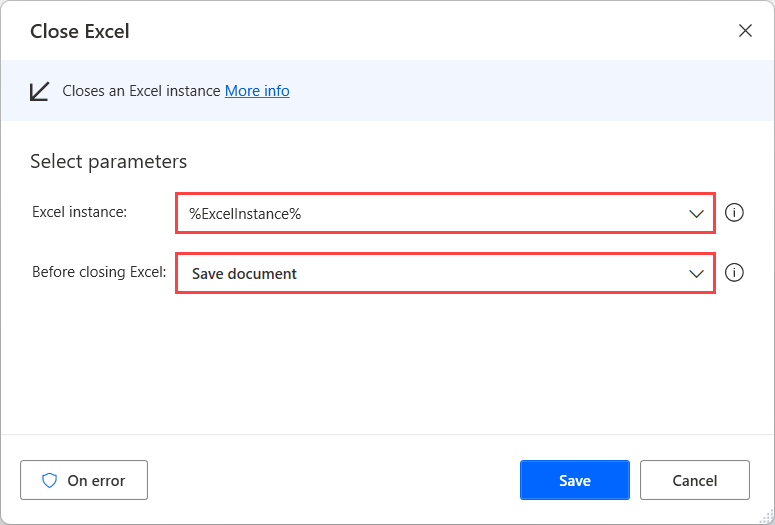 Close Excel
Closes an Excel instance More info
Select parameters
Excel instance: %ExcelInstance%
Before closing Excel: Save document
On error Save Cancel